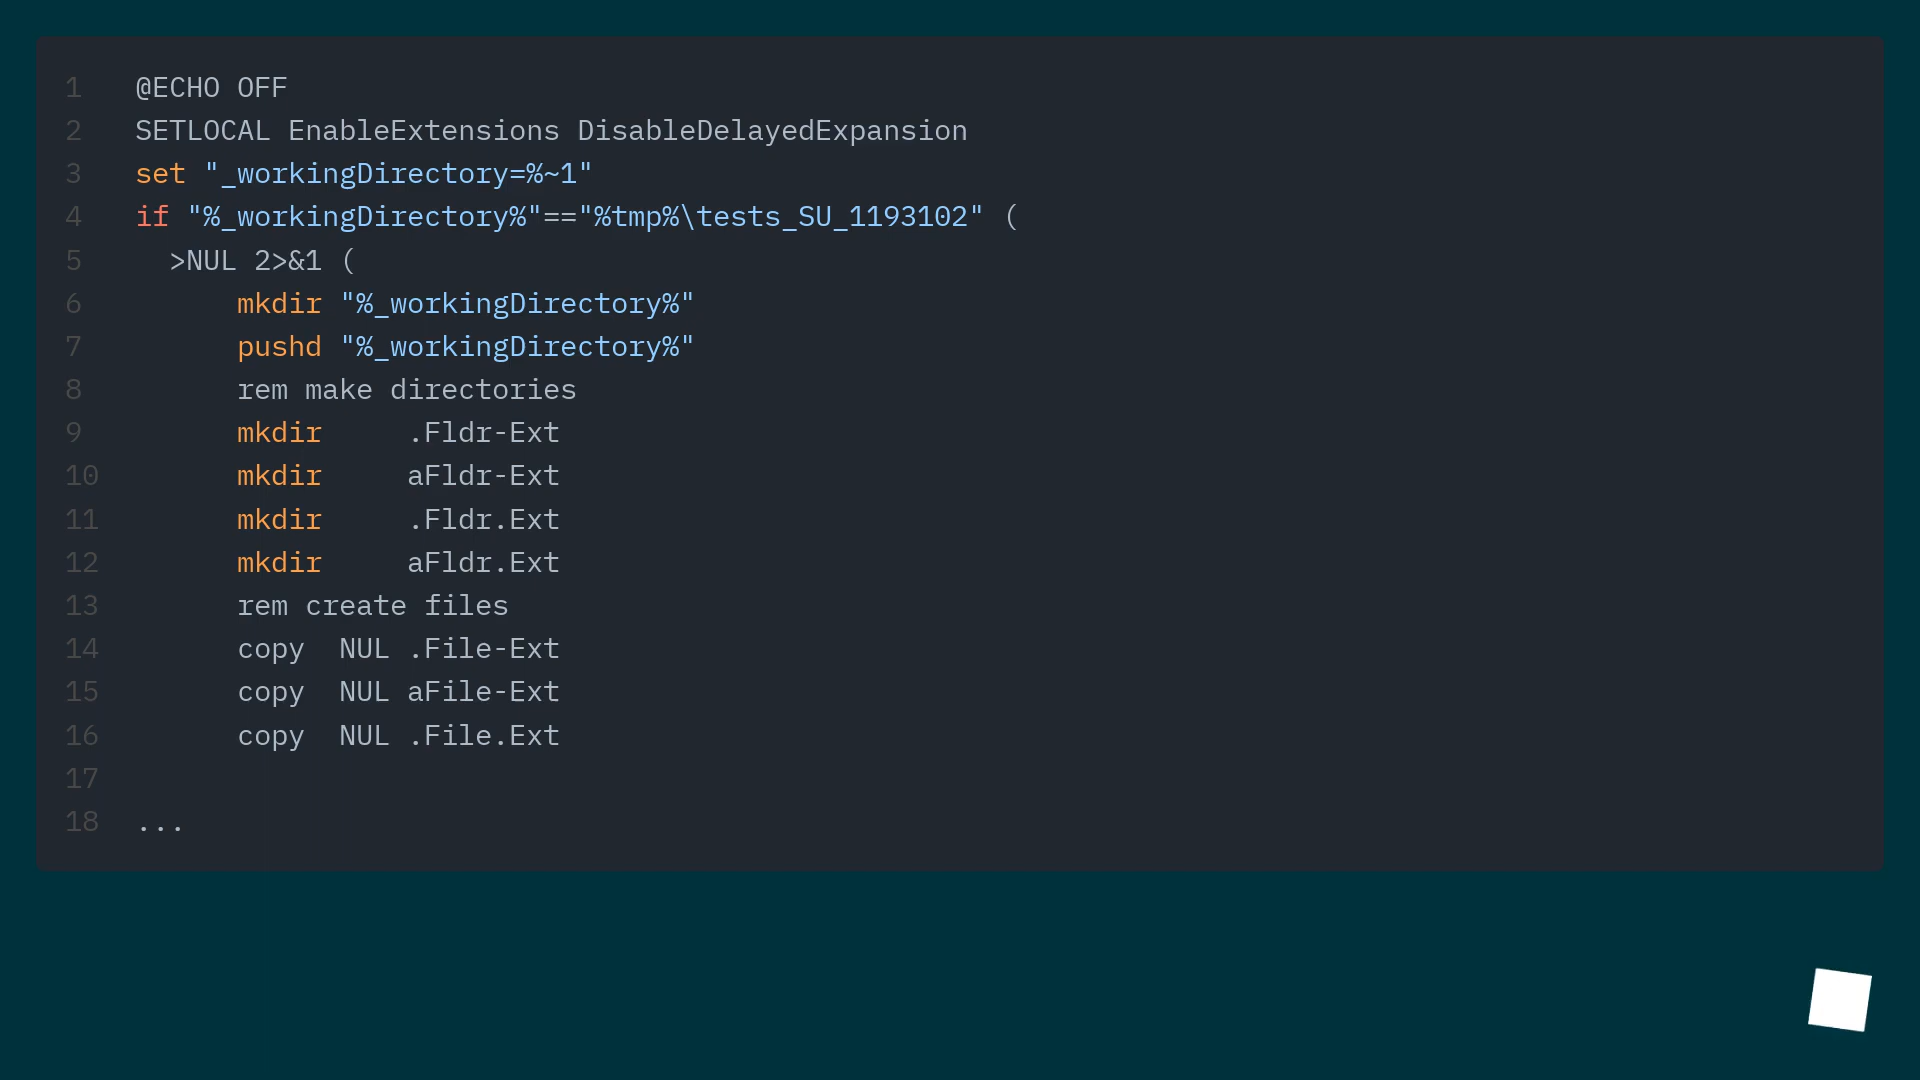 1 @ECHO OFF
2 SETLOCAL EnableExtensions DisableDelayedExpansion
3 set "_workingDirectory=%~1"
4 if "%_workingDirectory%"=="%tmp%\tests_SU_1193102" (
5   >NUL 2>&1 (
6       mkdir "%_workingDirectory%"
7       pushd "%_workingDirectory%"
8       rem make directories
9       mkdir     .Fldr-Ext
10       mkdir     aFldr-Ext
11       mkdir     .Fldr.Ext
12       mkdir     aFldr.Ext
13       rem create files
14       copy  NUL .File-Ext
15       copy  NUL aFile-Ext
16       copy  NUL .File.Ext
17
18 ...